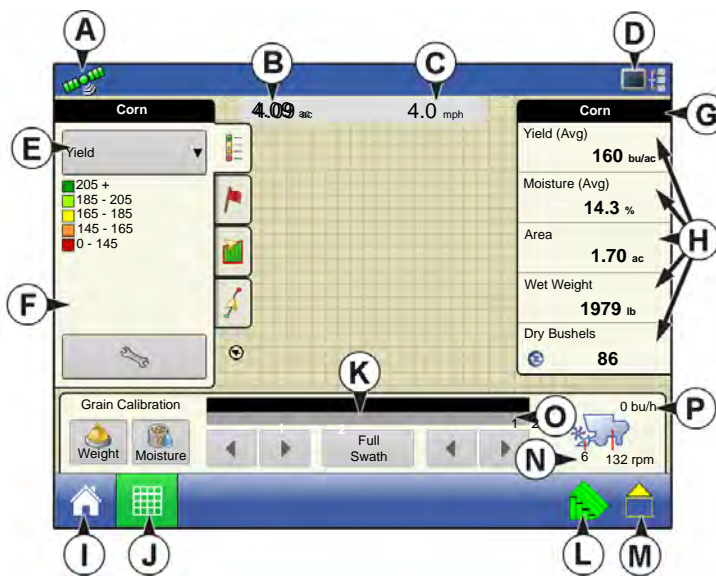 A
B
C
D
4.09 ac
4.0 mph
Corn
Corn
G
E
Yield
Yield (Avg)
160 bu/ac
205 +
185 - 205
165 - 185
145 - 165
0 - 145
Moisture (Avg)
14.3 %
H
Area
1.70 ac
F
Wet Weight
1979 lb
Dry Bushels
86
K
Grain Calibration
O
0 bu/h
P
1 2
1 2
Weight
Moisture
Full
Swath
N
6
132 rpm
I
J
L
M